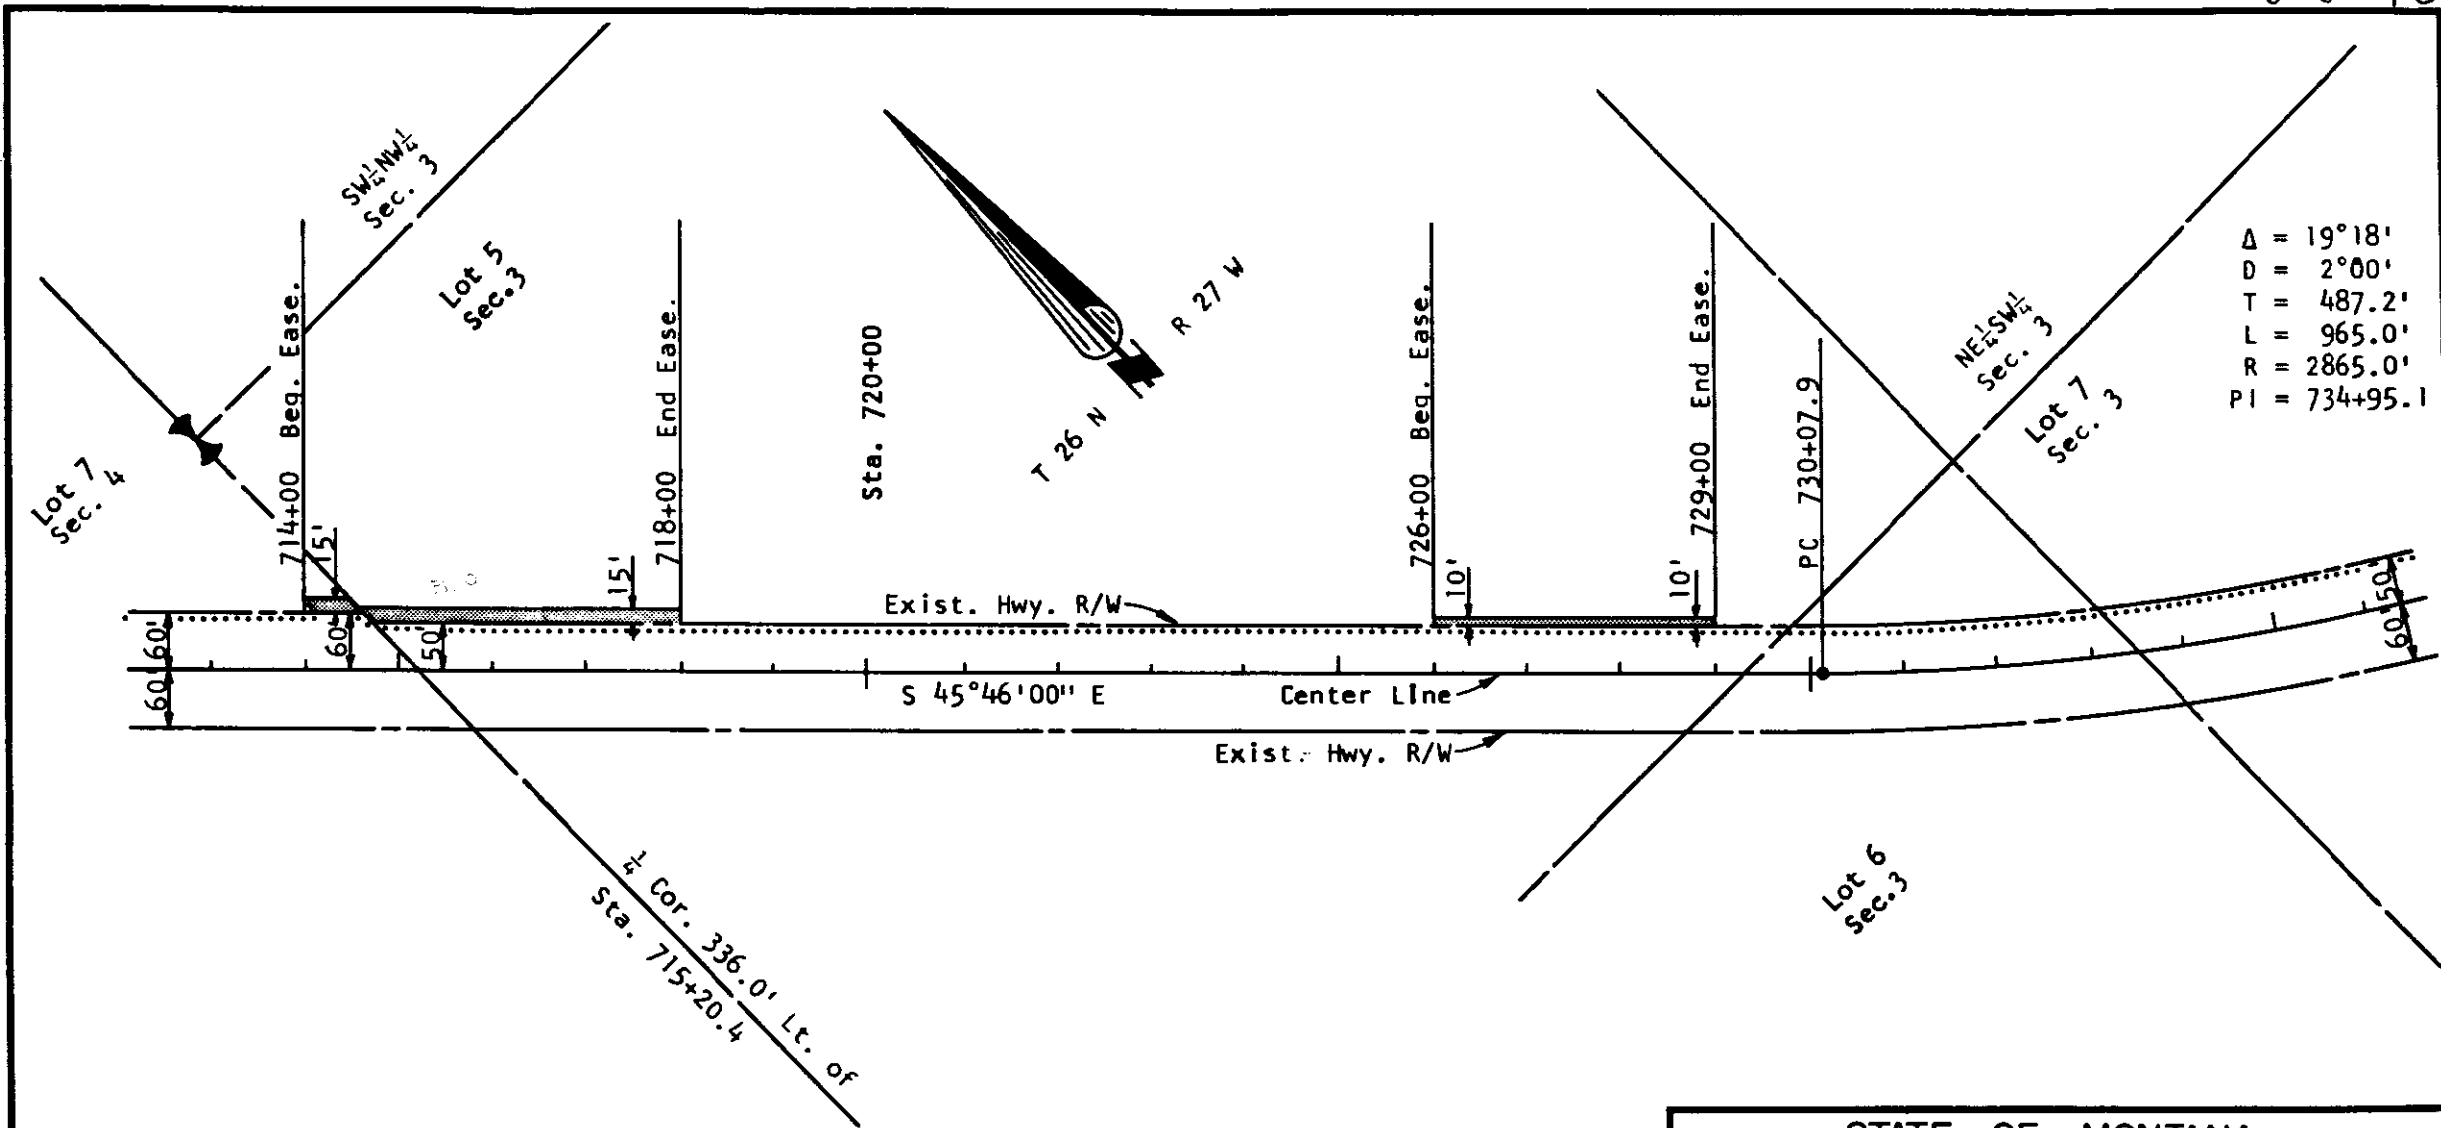 SW¼NW¼
Sec. 3
Lot 5
Sec.3
Lot 7
Sec. 4
714+00 Beg. Ease.
15'
718+00 End Ease.
15'
Sta. 720+00
T 26 N
R 27 W
726+00 Beg. Ease.
10'
729+00 End Ease.
10'
PC 730+07.9
NE¼SW¼
Sec. 3
Lot 7
Sec. 3
Δ = 19°18'
D = 2°00'
T = 487.2'
L = 965.0'
R = 2865.0'
PI = 734+95.1
Exist. Hwy. R/W
60'
60'
60'
50'
50'
60'
S 45°46'00" E
Center Line
Exist. Hwy. R/W
¼ Cor. 336.0' Lt. of
Sta. 715+20.4
Lot 6
Sec.3
STATE OF MONTANA